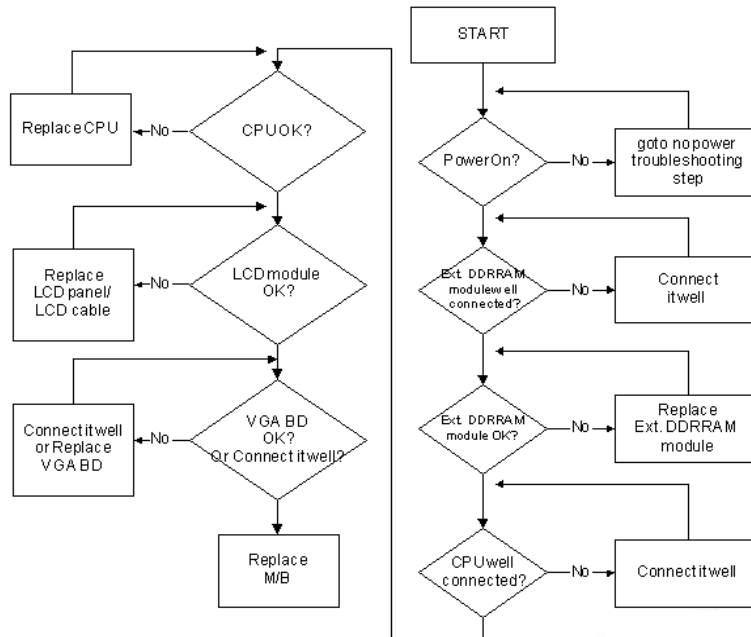 START
Power On?
No
goto no power
troubleshooting
step
Ext. DDRRAM
module well
connected?
No
Connect
it well
Ext. DDRRAM
module OK?
No
Replace
Ext. DDRRAM
module
CPU well
connected?
No
Connect it well
CPU OK?
No
Replace CPU
LCD module
OK?
No
Replace
LCD panel/
LCD cable
VGA BD
OK?
Or Connect it well?
No
Connect it well
or Replace
VGA BD
Replace
M/B